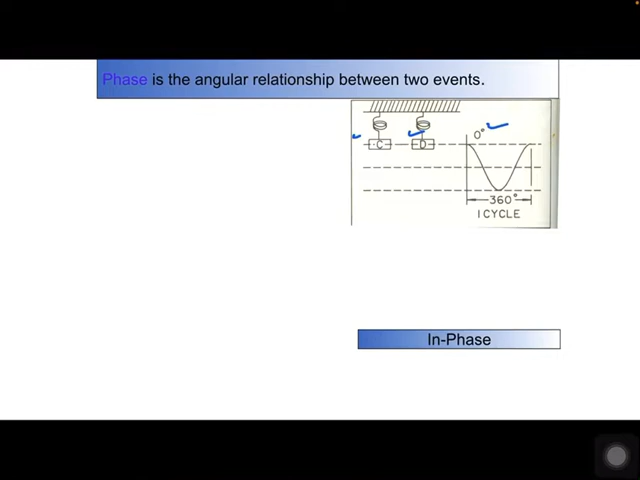 Phase is the angular relationship between two events.
0°
C D
360°
1 CYCLE
In-Phase